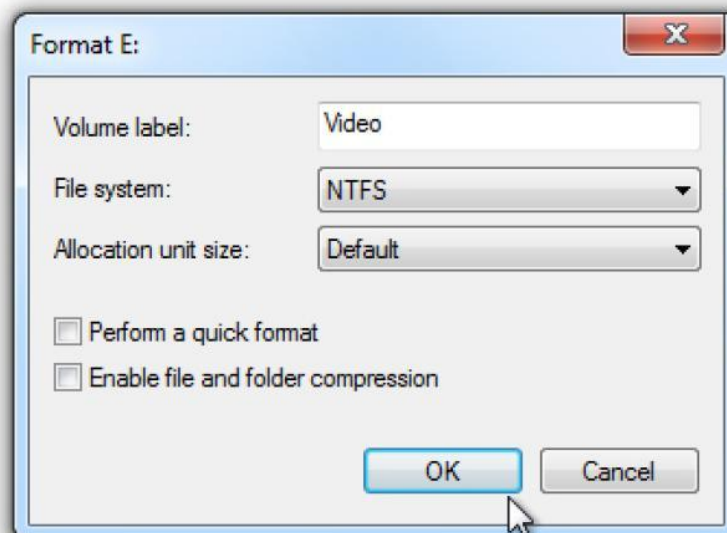 Format E:
Volume label: Video
File system: NTFS
Allocation unit size: Default
Perform a quick format
Enable file and folder compression
OK Cancel